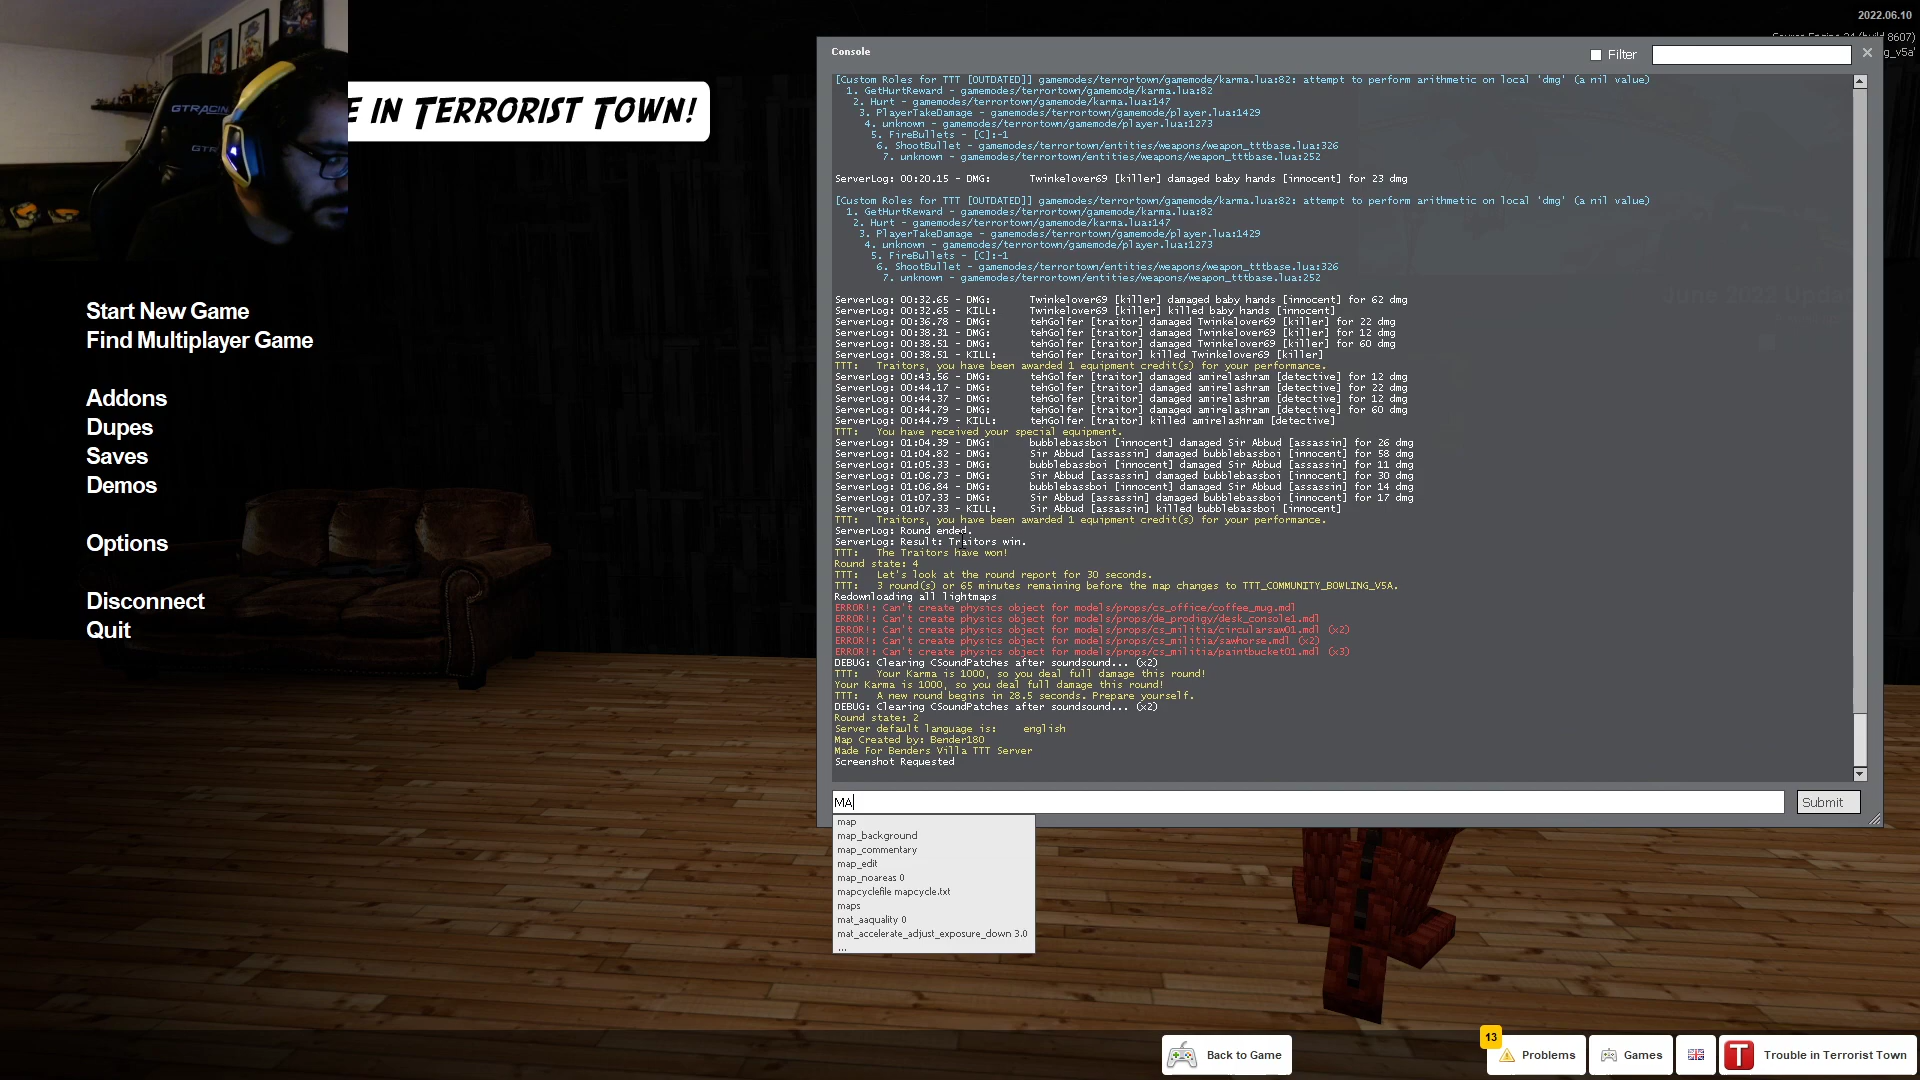 2022.06.10
8607)
g_v5a'
GTRACIN
GTR
E IN TERRORIST TOWN!
Start New Game
Find Multiplayer Game
Addons
Dupes
Saves
Demos
Options
Disconnect
Quit
Console
Filter
[Custom Roles for TTT [OUTDATED]] gamemodes/terrortown/gamemode/karma.lua:82: attempt to perform arithmetic on local 'dmg' (a nil value)
1. GetHurtReward - gamemodes/terrortown/gamemode/karma.lua:82
2. Hurt - gamemodes/terrortown/gamemode/karma.lua:147
3. PlayerTakeDamage - gamemodes/terrortown/gamemode/player.lua:1429
4. unknown - gamemodes/terrortown/gamemode/player.lua:1273
5. FireBullets - [C]:-1
6. ShootBullet - gamemodes/terrortown/entities/weapons/weapon_tttbase.lua:326
7. unknown - gamemodes/terrortown/entities/weapons/weapon_tttbase.lua:252
ServerLog: 00:20.15 - DMG: Twinkelover69 [killer] damaged baby hands [innocent] for 23 dmg
[Custom Roles for TTT [OUTDATED]] gamemodes/terrortown/gamemode/karma.lua:82: attempt to perform arithmetic on local 'dmg' (a nil value)
1. GetHurtReward - gamemodes/terrortown/gamemode/karma.lua:82
2. Hurt - gamemodes/terrortown/gamemode/karma.lua:147
3. PlayerTakeDamage - gamemodes/terrortown/gamemode/player.lua:1429
4. unknown - gamemodes/terrortown/gamemode/player.lua:1273
5. FireBullets - [C]:-1
6. ShootBullet - gamemodes/terrortown/entities/weapons/weapon_tttbase.lua:326
7. unknown - gamemodes/terrortown/entities/weapons/weapon_tttbase.lua:252
ServerLog: 00:32.65 - DMG: Twinkelover69 [killer] damaged baby hands [innocent] for 62 dmg
ServerLog: 00:32.65 - KILL: Twinkelover69 [killer] killed baby hands [innocent]
ServerLog: 00:36.78 - DMG: tehGolfer [traitor] damaged Twinkelover69 [killer] for 22 dmg
ServerLog: 00:38.31 - DMG: tehGolfer [traitor] damaged Twinkelover69 [killer] for 12 dmg
ServerLog: 00:38.51 - DMG: tehGolfer [traitor] damaged Twinkelover69 [killer] for 60 dmg
ServerLog: 00:38.51 - KILL: tehGolfer [traitor] killed Twinkelover69 [killer]
TTT: Traitors, you have been awarded 1 equipment credit(s) for your performance.
ServerLog: 00:43.56 - DMG: tehGolfer [traitor] damaged amirelashram [detective] for 12 dmg
ServerLog: 00:44.17 - DMG: tehGolfer [traitor] damaged amirelashram [detective] for 22 dmg
ServerLog: 00:44.37 - DMG: tehGolfer [traitor] damaged amirelashram [detective] for 12 dmg
ServerLog: 00:44.79 - DMG: tehGolfer [traitor] damaged amirelashram [detective] for 60 dmg
ServerLog: 00:44.79 - KILL: tehGolfer [traitor] killed amirelashram [detective]
TTT: You have received your special equipment.
ServerLog: 01:04.39 - DMG: bubblebassboi [innocent] damaged Sir Abbud [assassin] for 26 dmg
ServerLog: 01:04.82 - DMG: Sir Abbud [assassin] damaged bubblebassboi [innocent] for 58 dmg
ServerLog: 01:05.33 - DMG: bubblebassboi [innocent] damaged Sir Abbud [assassin] for 11 dmg
ServerLog: 01:06.73 - DMG: Sir Abbud [assassin] damaged bubblebassboi [innocent] for 30 dmg
ServerLog: 01:06.84 - DMG: bubblebassboi [innocent] damaged Sir Abbud [assassin] for 14 dmg
ServerLog: 01:07.33 - DMG: Sir Abbud [assassin] damaged bubblebassboi [innocent] for 17 dmg
ServerLog: 01:07.33 - KILL: Sir Abbud [assassin] killed bubblebassboi [innocent]
TTT: Traitors, you have been awarded 1 equipment credit(s) for your performance.
ServerLog: Round ended.
ServerLog: Result: Traitors win.
TTT: The Traitors have won!
Round state: 4
TTT: Let's look at the round report for 30 seconds.
TTT: 3 round(s) or 65 minutes remaining before the map changes to TTT_COMMUNITY_BOWLING_V5A.
Redownloading all lightmaps
ERROR!: Can't create physics object for models/props/cs_office/coffee_mug.mdl
ERROR!: Can't create physics object for models/props/de_prodigy/desk_console1.mdl
ERROR!: Can't create physics object for models/props/cs_militia/circularsaw01.mdl (x2)
ERROR!: Can't create physics object for models/props/cs_militia/sawhorse.mdl (x2)
ERROR!: Can't create physics object for models/props/cs_militia/paintbucket01.mdl (x3)
DEBUG: Clearing CSoundPatches after soundsound... (x2)
TTT: Your Karma is 1000, so you deal full damage this round!
Your Karma is 1000, so you deal full damage this round!
TTT: A new round begins in 28.5 seconds. Prepare yourself.
DEBUG: Clearing CSoundPatches after soundsound... (x2)
Round state: 2
Server default language is: english
Map Created by: Bender180
Made For Benders Villa TTT Server
Screenshot Requested
June 2022 Upda
MA
Submit
map
map_background
map_commentary
map_edit
map_noareas 0
mapcyclefile mapcycle.txt
maps
mat_aaquality 0
mat_accelerate_adjust_exposure_down 3.0
...
Back to Game
13
Problems
Games
T
Trouble in Terrorist Town